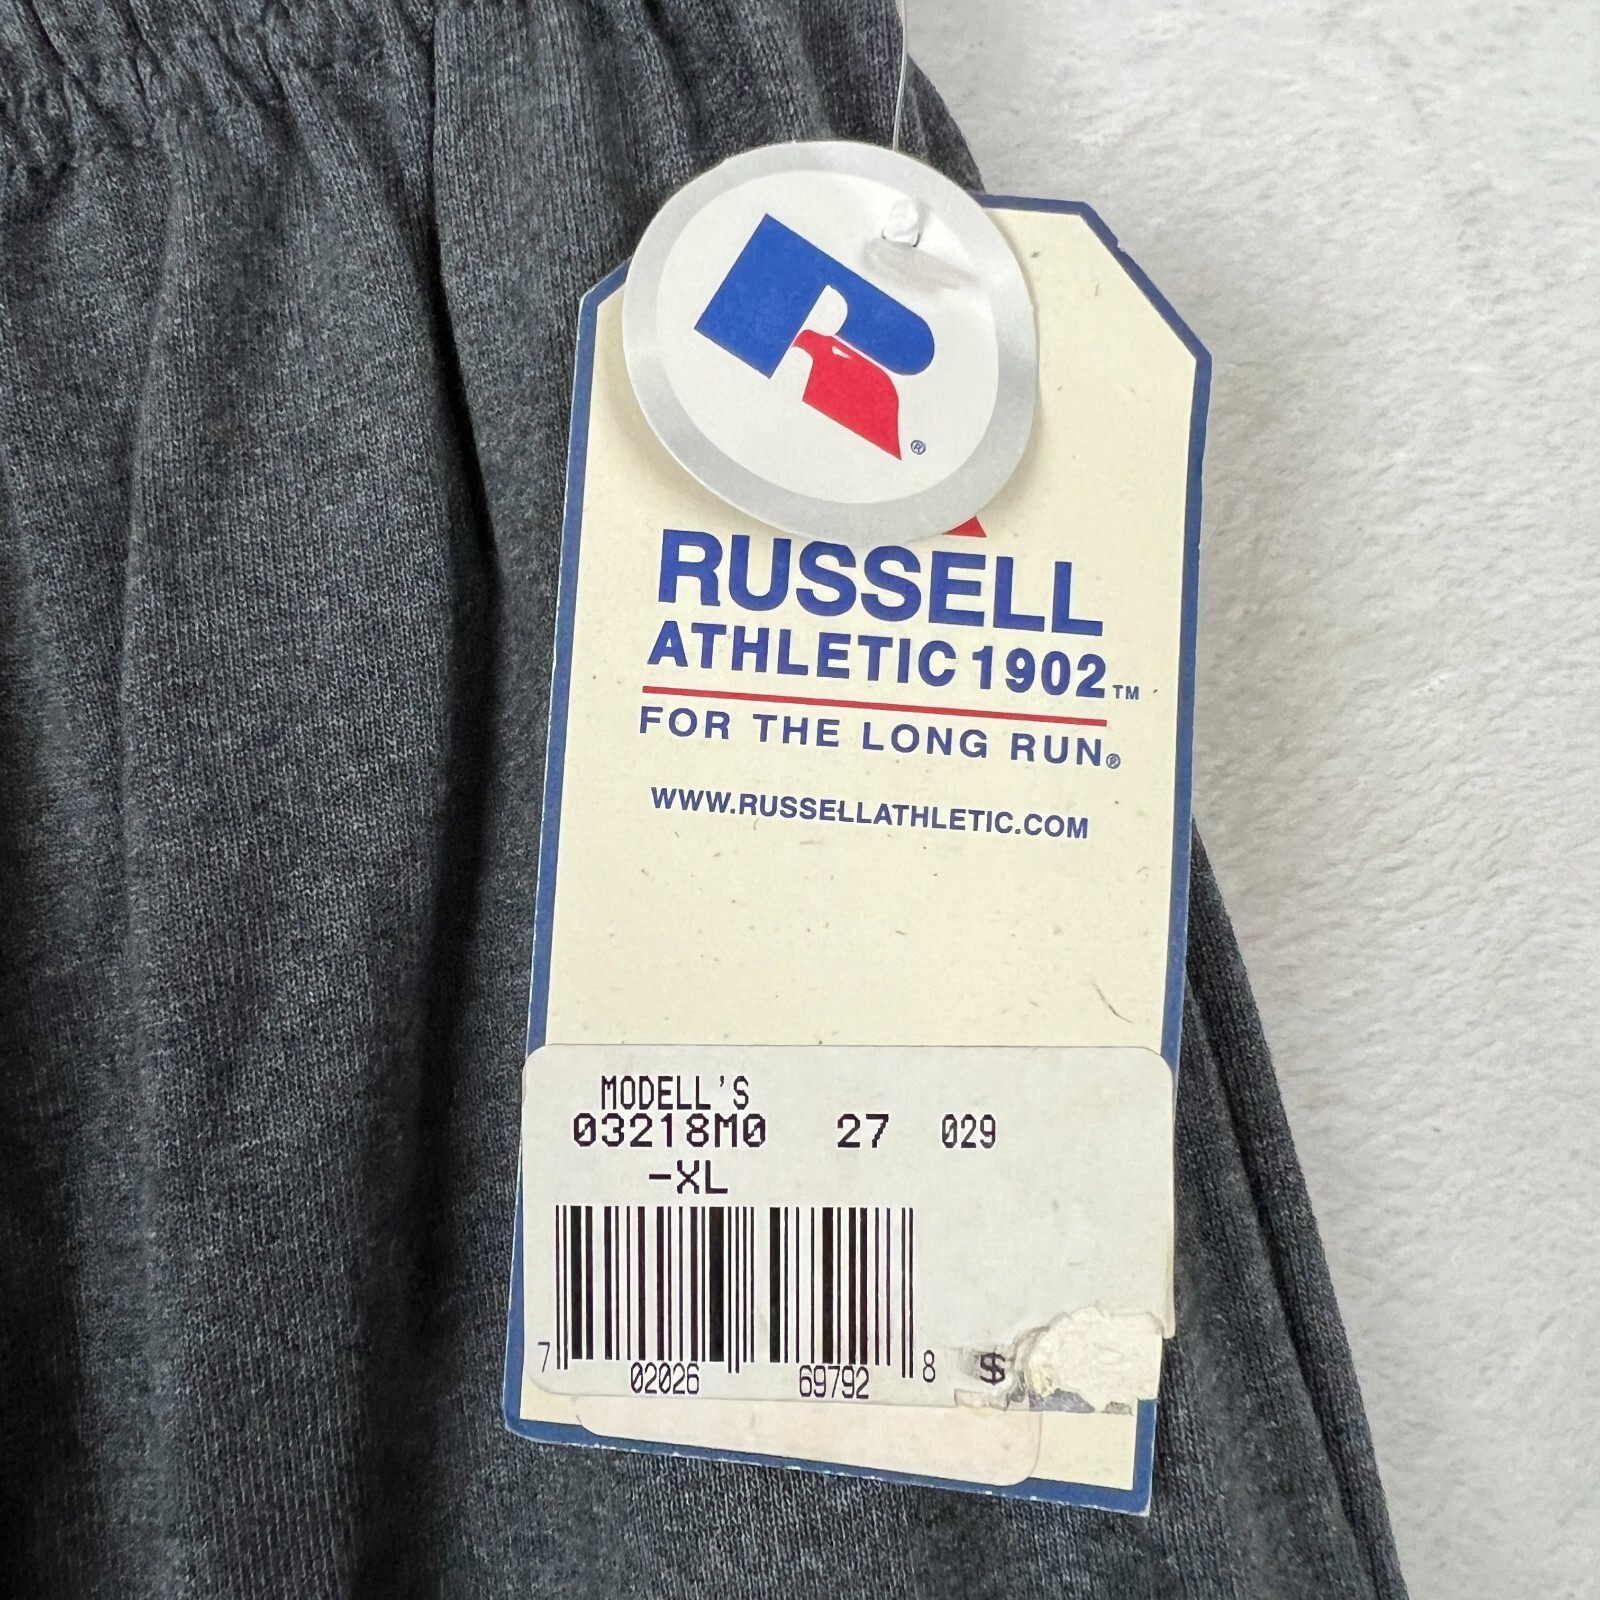 R
®
RUSSELL
ATHLETIC 1902™
FOR THE LONG RUN®
WWW.RUSSELLATHLETIC.COM
MODELL'S
03218M0 27 029
-XL
7 02026 69792 8 $